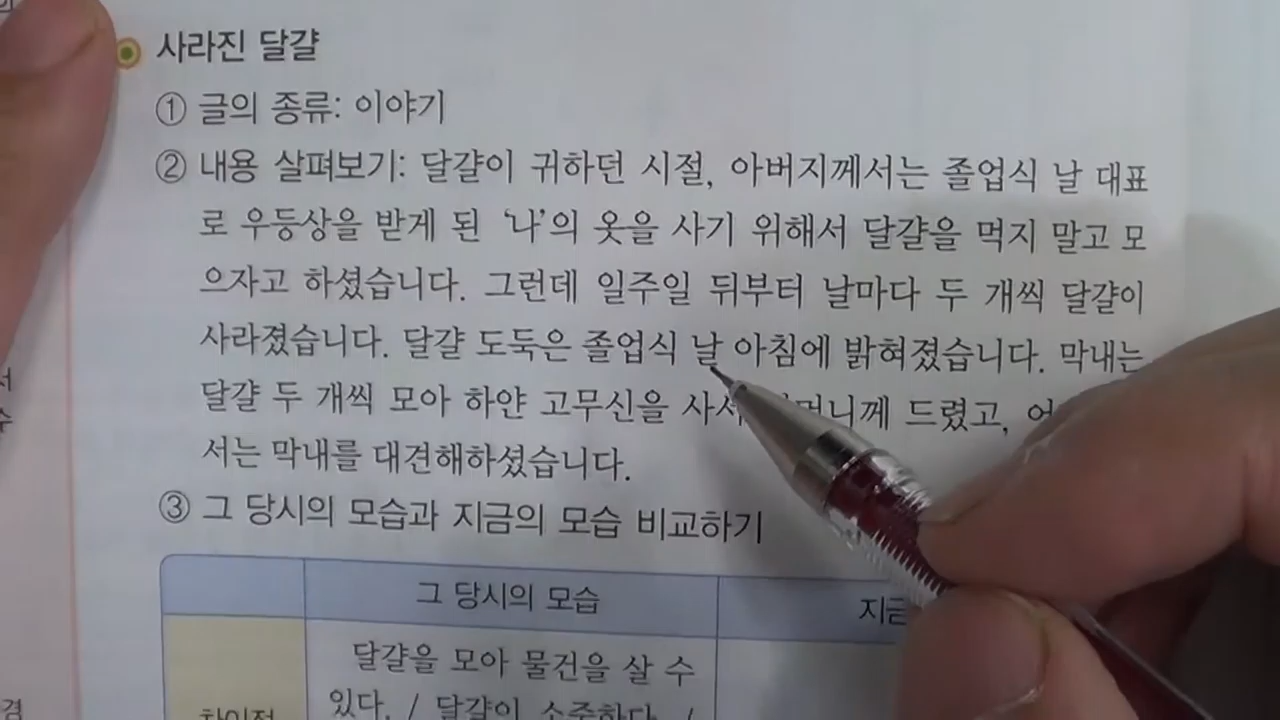 사라진 달걀
① 글의 종류: 이야기
② 내용 살펴보기: 달걀이 귀하던 시절, 아버지께서는 졸업식 날 대표
로 우등상을 받게 된 '나'의 옷을 사기 위해서 달걀을 먹지 말고 모
으자고 하셨습니다. 그런데 일주일 뒤부터 날마다 두 개씩 달걀이
사라졌습니다. 달걀 도둑은 졸업식 날 아침에 밝혀졌습니다. 막내는
달걀 두 개씩 모아 하얀 고무신을 사서 드렸고,
서는 막내를 대견해하셨습니다.
③ 그 당시의 모습과 지금의 모습 비교하기
그 당시의 모습
달걀을 모아 물건을 살 수
있다. / 달걀이 소중하다. /